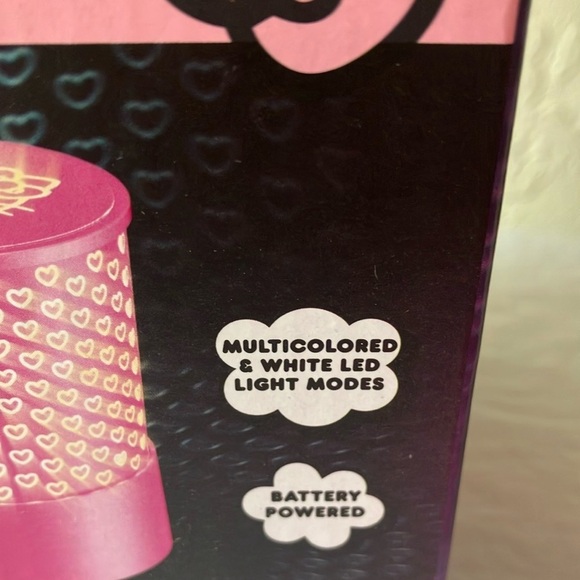 MULTICOLORED
& WHITE LED
LIGHT MODES
BATTERY
POWERED